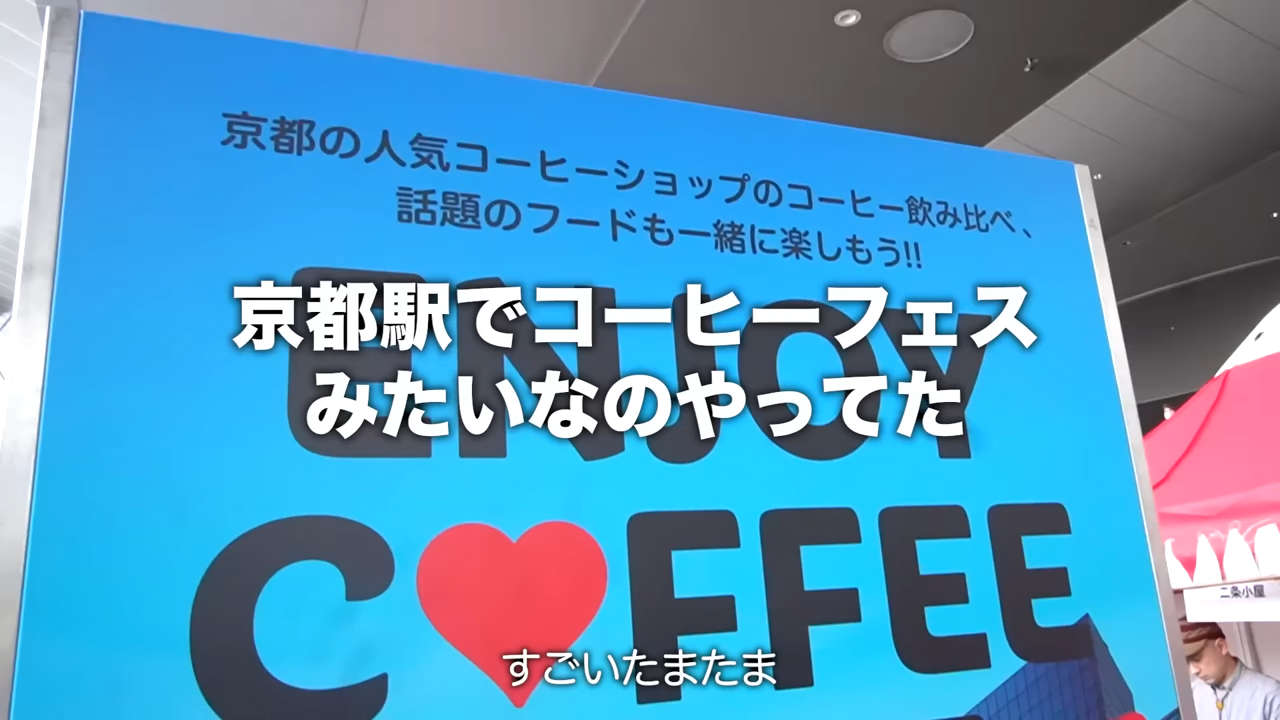 京都の人気コーヒーショップのコーヒー飲み比べ、
話題のフードも一緒に楽しもう!!
ENJOY
京都駅でコーヒーフェス
みたいなのやってた
C♥FFEE
二条小屋
すごいたまたま